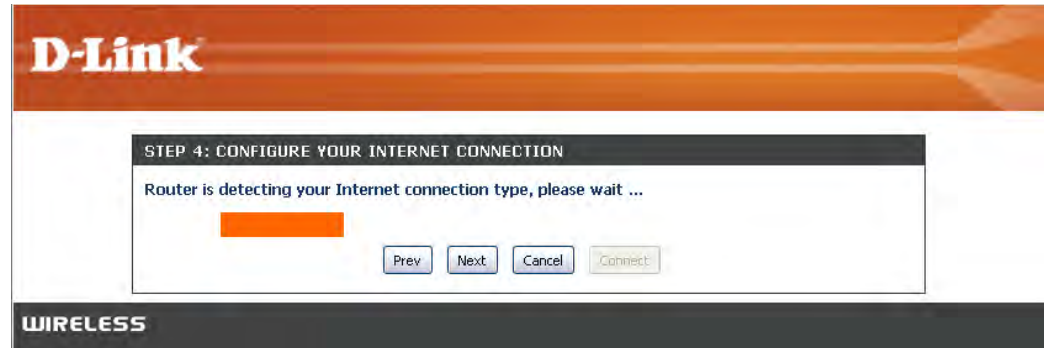 D-Link
STEP 4: CONFIGURE YOUR INTERNET CONNECTION
Router is detecting your Internet connection type, please wait ...
Prev Next Cancel Connect
WIRELESS